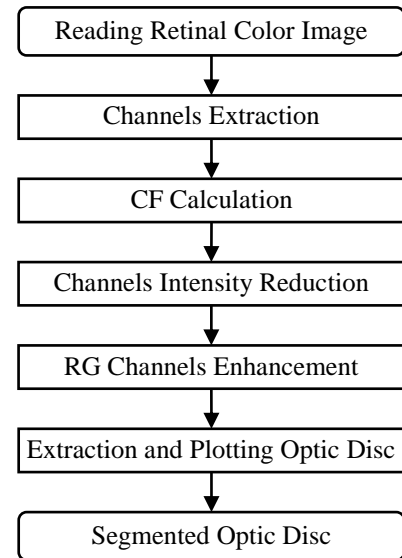 Reading Retinal Color Image
Channels Extraction
CF Calculation
Channels Intensity Reduction
RG Channels Enhancement
Extraction and Plotting Optic Disc
Segmented Optic Disc